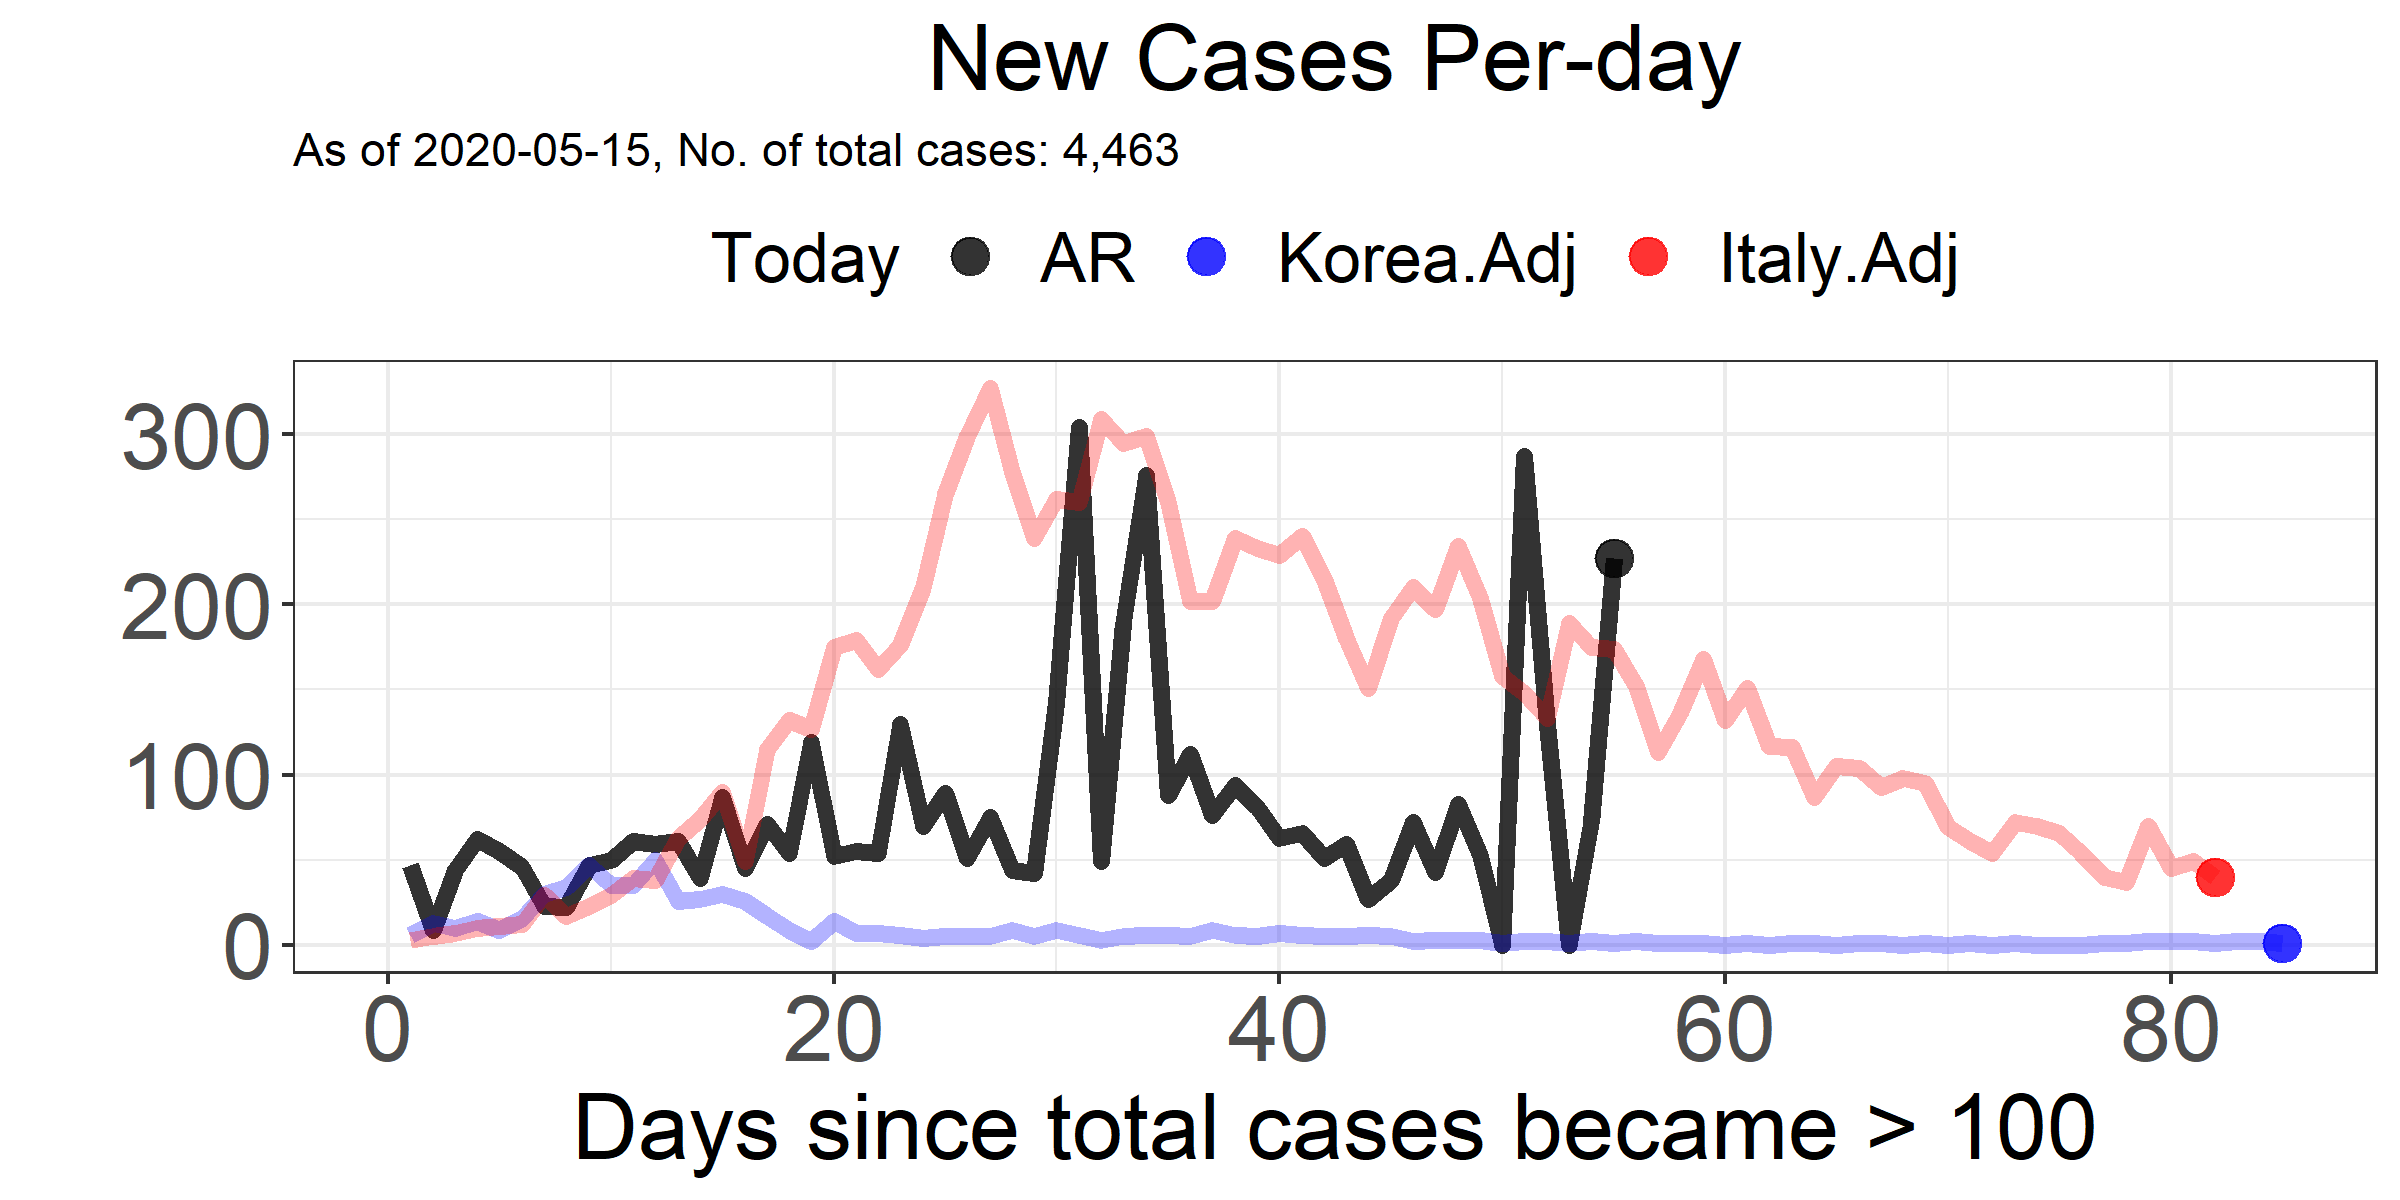 New Cases Per-day
As of 2020-05-15, No. of total cases: 4,463
Today AR Korea.Adj Italy.Adj
300
200
100
0
0 20 40 60 80
Days since total cases became > 100